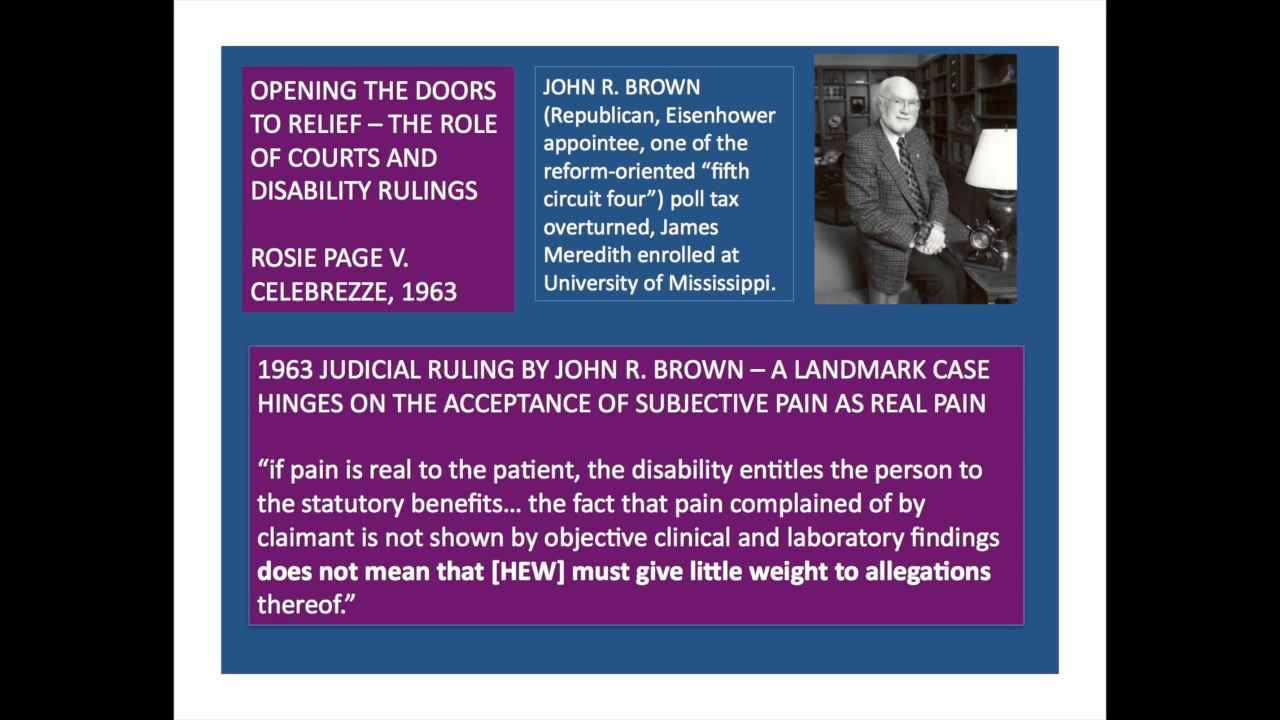 OPENING THE DOORS
TO RELIEF – THE ROLE
OF COURTS AND
DISABILITY RULINGS
ROSIE PAGE V.
CELEBREZZE, 1963
JOHN R. BROWN
(Republican, Eisenhower
appointee, one of the
reform-oriented “fifth
circuit four”) poll tax
overturned, James
Meredith enrolled at
University of Mississippi.
1963 JUDICIAL RULING BY JOHN R. BROWN – A LANDMARK CASE
HINGES ON THE ACCEPTANCE OF SUBJECTIVE PAIN AS REAL PAIN
“if pain is real to the patient, the disability entitles the person to
the statutory benefits… the fact that pain complained of by
claimant is not shown by objective clinical and laboratory findings
does not mean that [HEW] must give little weight to allegations
thereof.”